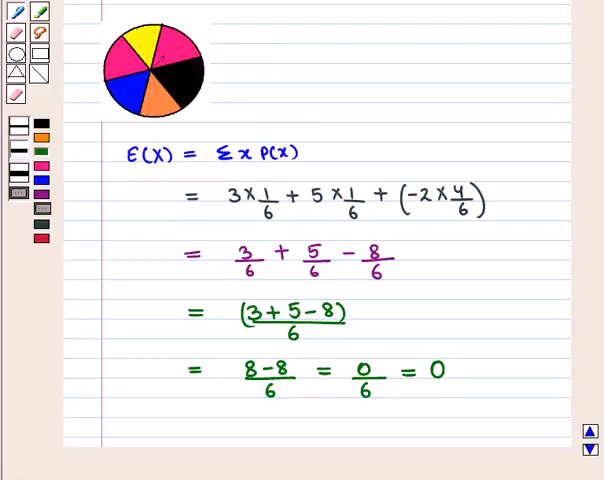 E(X) = Σ x P(x)
= 3 × 1/6 + 5 × 1/6 + (-2 × 4/6)
= 3/6 + 5/6 - 8/6
= (3 + 5 - 8)/6
= 8 - 8/6 = 0/6 = 0